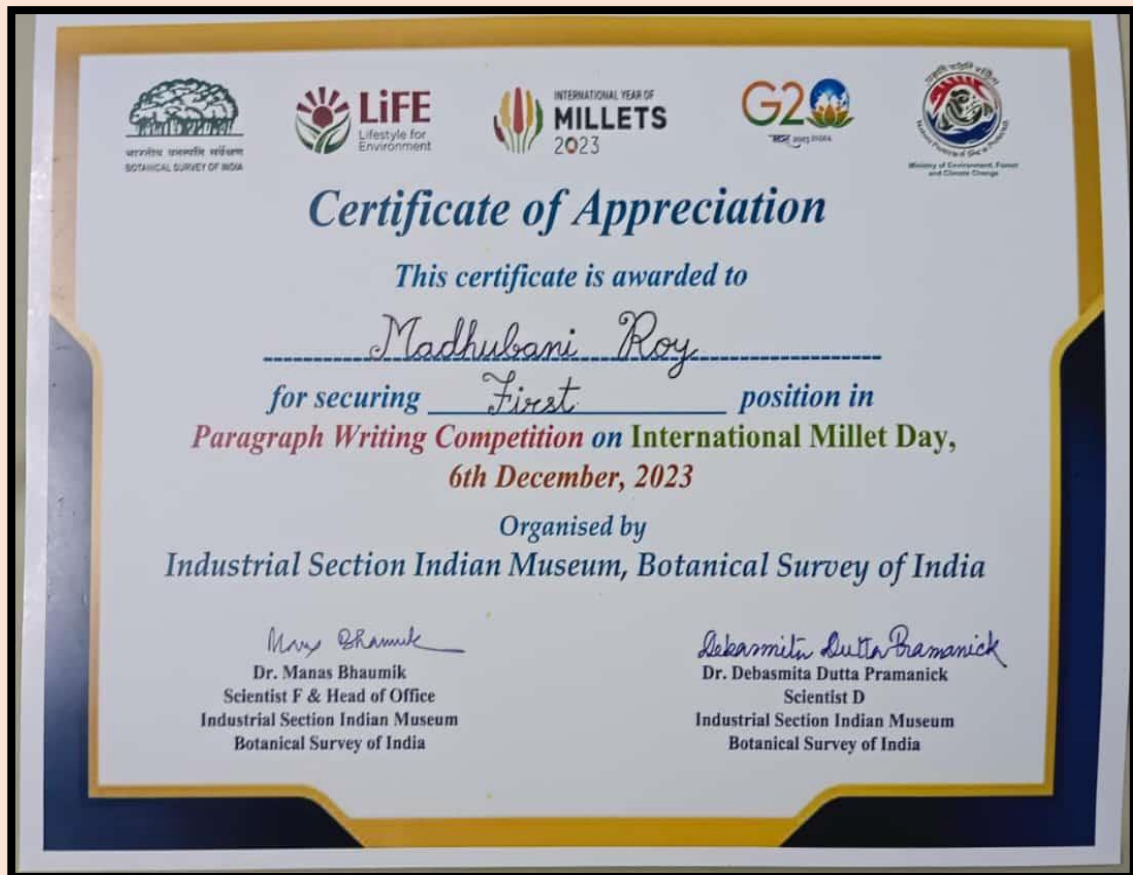 भारतीय वनस्पति सर्वेक्षण
BOTANICAL SURVEY OF INDIA
LiFE
Lifestyle for
Environment
INTERNATIONAL YEAR OF
MILLETS
2023
G20
भारत 2023 INDIA
Ministry of Environment, Forest
and Climate Change
Certificate of Appreciation
This certificate is awarded to
Madhubani Roy
for securing First position in
Paragraph Writing Competition on International Millet Day,
6th December, 2023
Organised by
Industrial Section Indian Museum, Botanical Survey of India
Debasmita Dutta Pramanick
Dr. Manas Bhaumik
Scientist F & Head of Office
Industrial Section Indian Museum
Botanical Survey of India
Dr. Debasmita Dutta Pramanick
Scientist D
Industrial Section Indian Museum
Botanical Survey of India